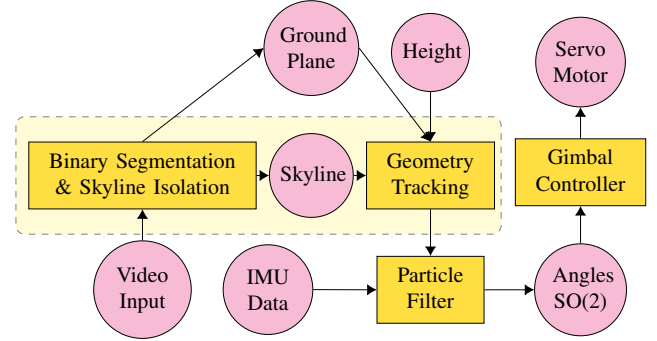 Ground
Plane
Height
Servo
Motor
Binary Segmentation
& Skyline Isolation
Skyline
Geometry
Tracking
Gimbal
Controller
Video
Input
IMU
Data
Particle
Filter
Angles
SO(2)